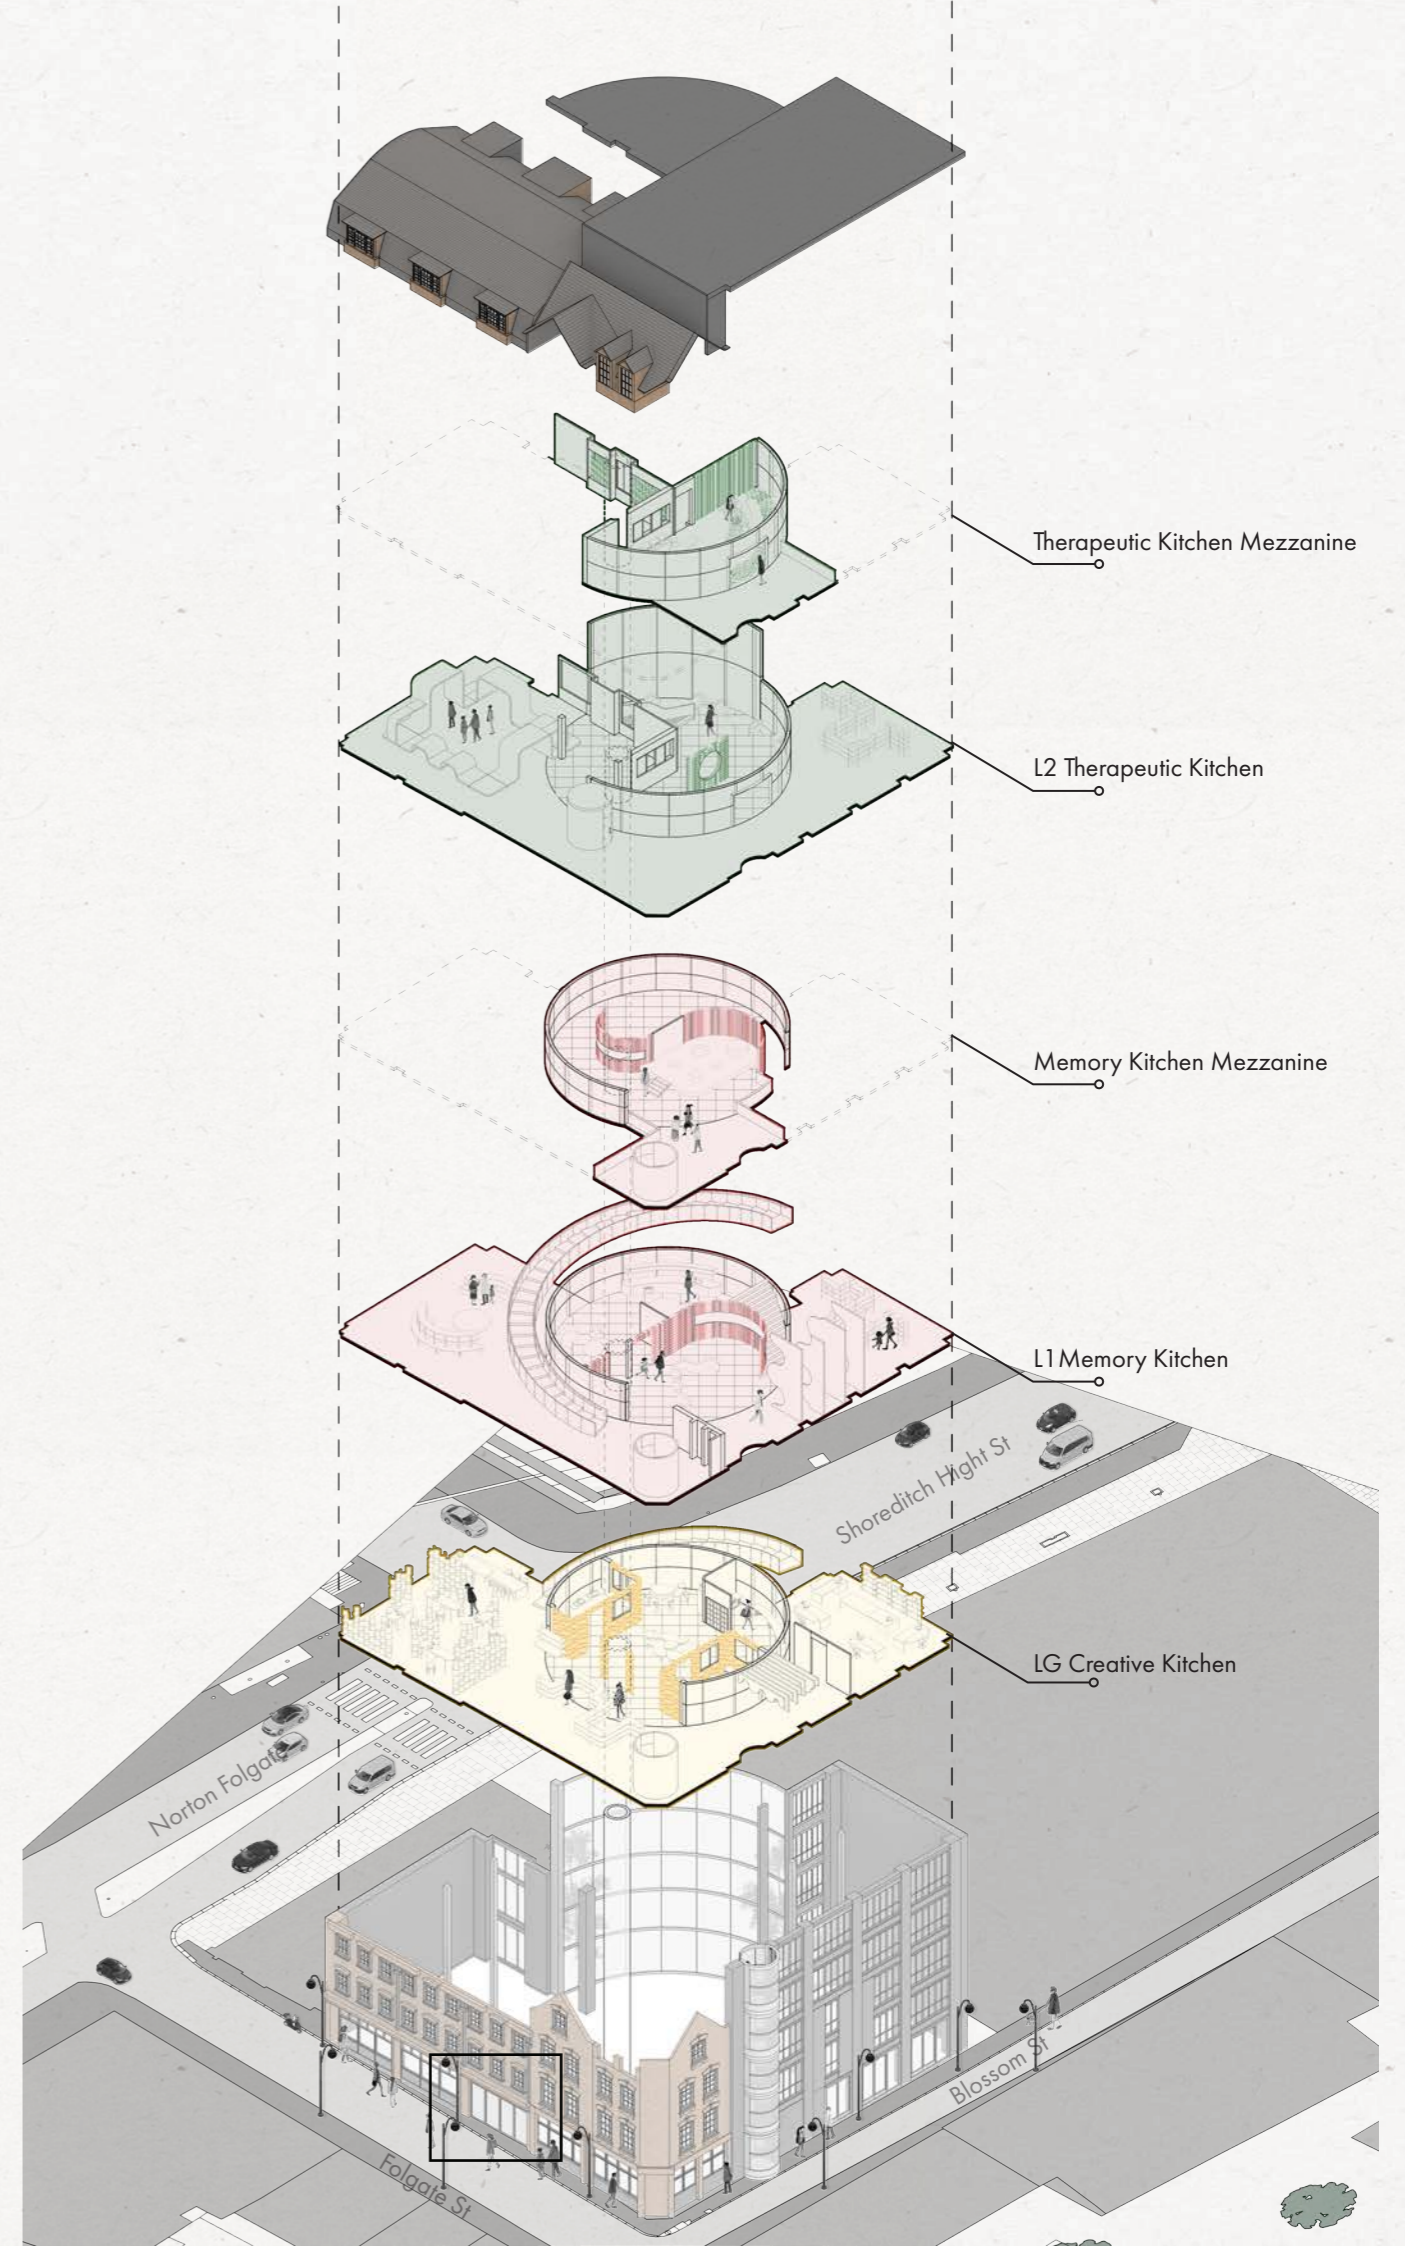 Therapeutic Kitchen Mezzanine
L2 Therapeutic Kitchen
Memory Kitchen Mezzanine
L1 Memory Kitchen
Shoreditch Hight St
LG Creative Kitchen
Norton Folgate
Blossom St
Folgate St